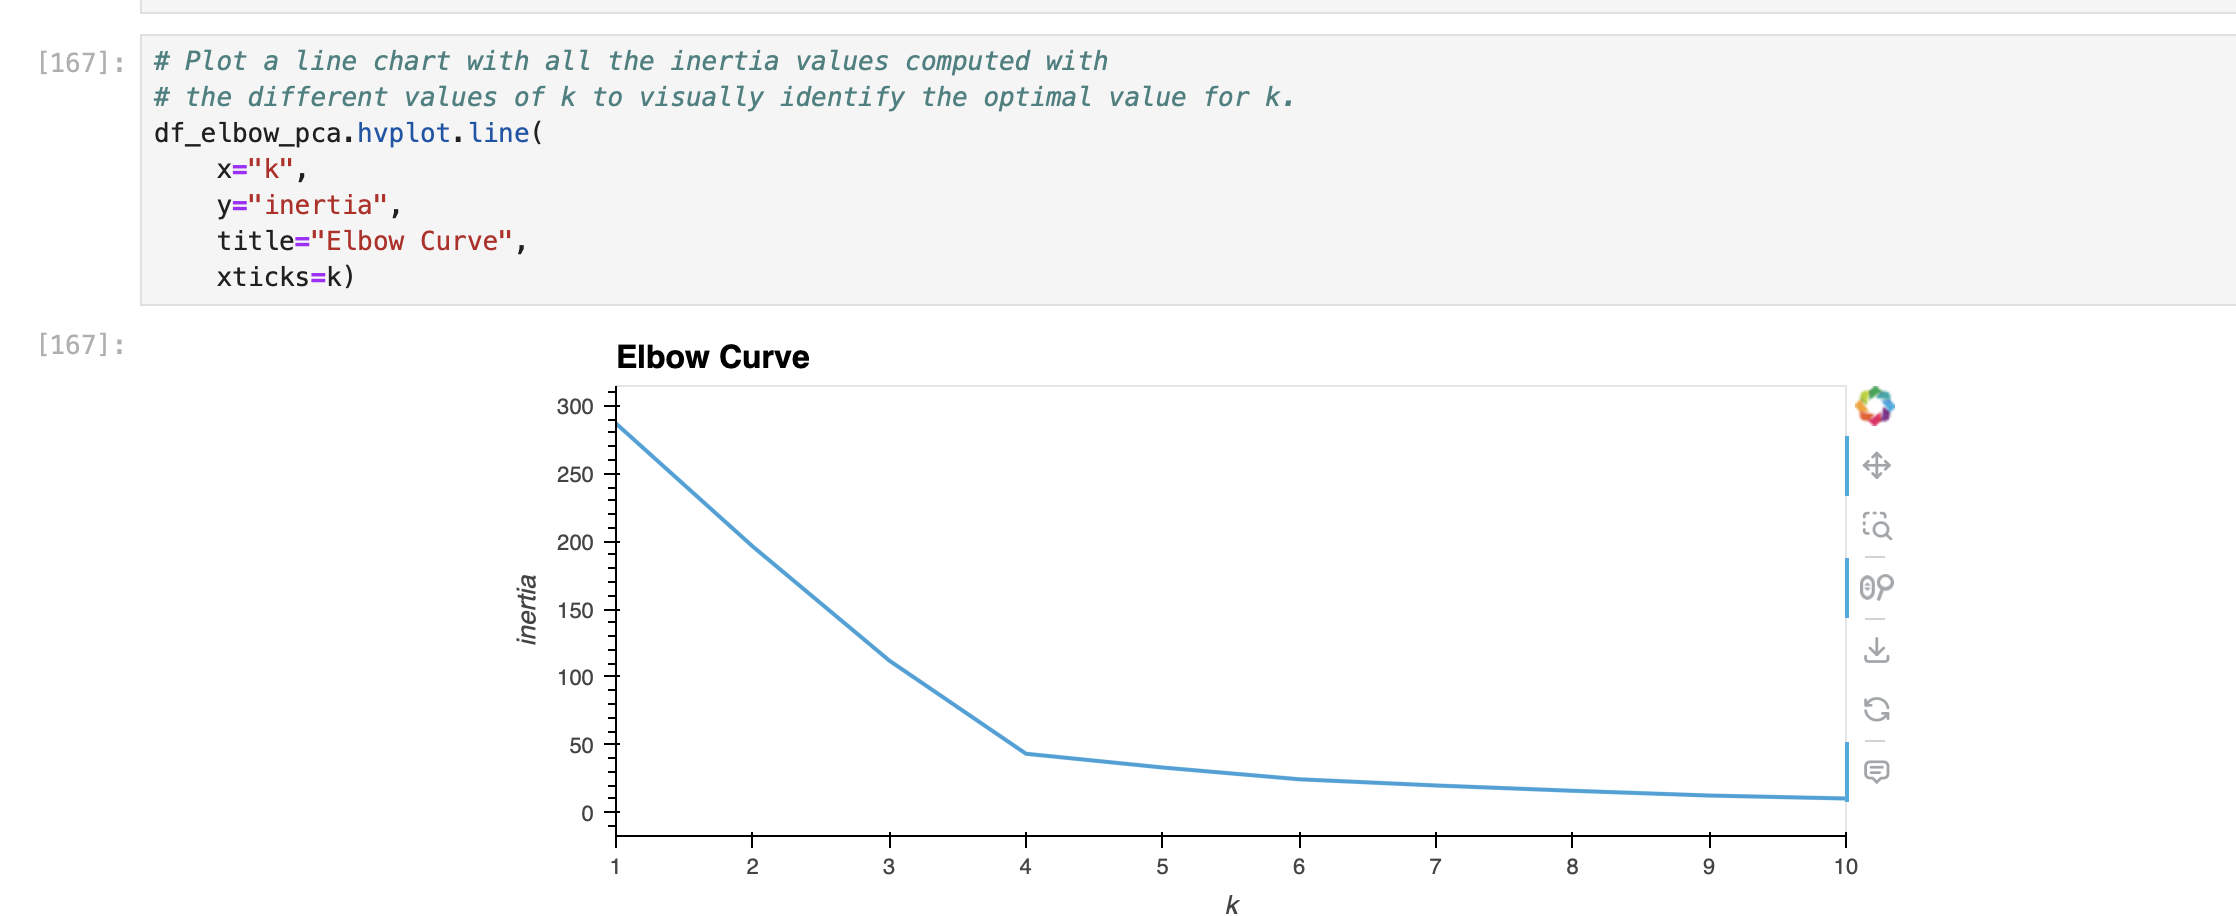 [167]:
# Plot a line chart with all the inertia values computed with
# the different values of k to visually identify the optimal value for k.
df_elbow_pca.hvplot.line(
    x="k",
    y="inertia",
    title="Elbow Curve",
    xticks=k)
[167]:
Elbow Curve
300
250
200
150
100
50
0
inertia
1 2 3 4 5 6 7 8 9 10
k